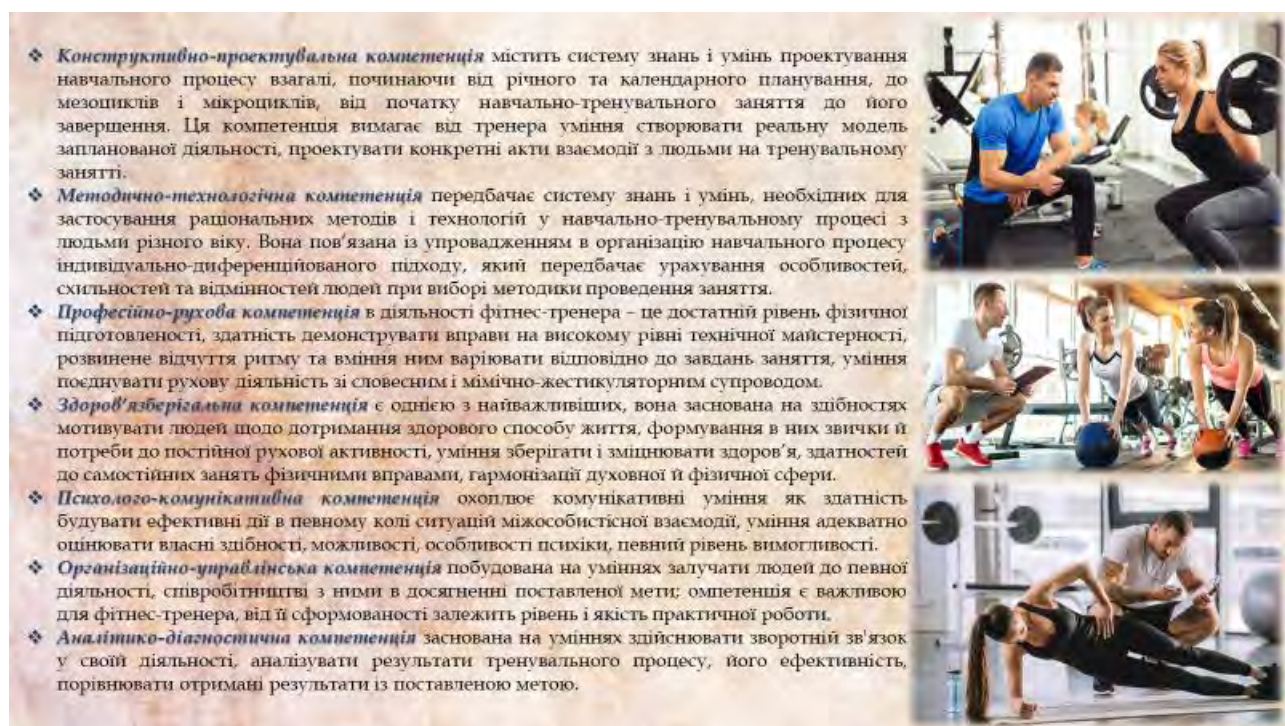 ❖ Конструктивно-проектувальна компетенція містить систему знань і умінь проектування
навчального процесу взагалі, починаючи від річного та календарного планування, до
мезоциклів і мікроциклів, від початку навчально-тренувального заняття до його
завершення. Ця компетенція вимагає від тренера уміння створювати реальну модель
запланованої діяльності, проектувати конкретні акти взаємодії з людьми на тренувальному
занятті.
❖ Методично-технологічна компетенція передбачає систему знань і умінь, необхідних для
застосування раціональних методів і технологій у навчально-тренувальному процесі з
людьми різного віку. Вона пов’язана із упровадженням в організацію навчального процесу
індивідуально-диференційованого підходу, який передбачає урахування особливостей,
схильностей та відмінностей людей при виборі методики проведення заняття.
❖ Професійно-рухова компетенція в діяльності фітнес-тренера – це достатній рівень фізичної
підготовленості, здатність демонструвати вправи на високому рівні технічної майстерності,
розвинене відчуття ритму та вміння ним варіювати відповідно до завдань заняття, уміння
поєднувати рухову діяльність зі словесним і мімічно-жестикуляторним супроводом.
❖ Здоров’язберігальна компетенція є однією з найважливіших, вона заснована на здібностях
мотивувати людей щодо дотримання здорового способу життя, формування в них звички й
потреби до постійної рухової активності, уміння зберігати і зміцнювати здоров’я, здатностей
до самостійних занять фізичними вправами, гармонізації духовної й фізичної сфери.
❖ Психолого-комунікативна компетенція охоплює комунікативні уміння як здатність
будувати ефективні дії в певному колі ситуацій міжособистісної взаємодії, уміння адекватно
оцінювати власні здібності, можливості, особливості психіки, певний рівень вимогливості.
❖ Організаційно-управлінська компетенція побудована на уміннях залучати людей до певної
діяльності, співробітництві з ними в досягненні поставленої мети; омпетенція є важливою
для фітнес-тренера, від її сформованості залежить рівень і якість практичної роботи.
❖ Аналітико-діагностична компетенція заснована на уміннях здійснювати зворотній зв'язок
у своїй діяльності, аналізувати результати тренувального процесу, його ефективність,
порівнювати отримані результати із поставленою метою.